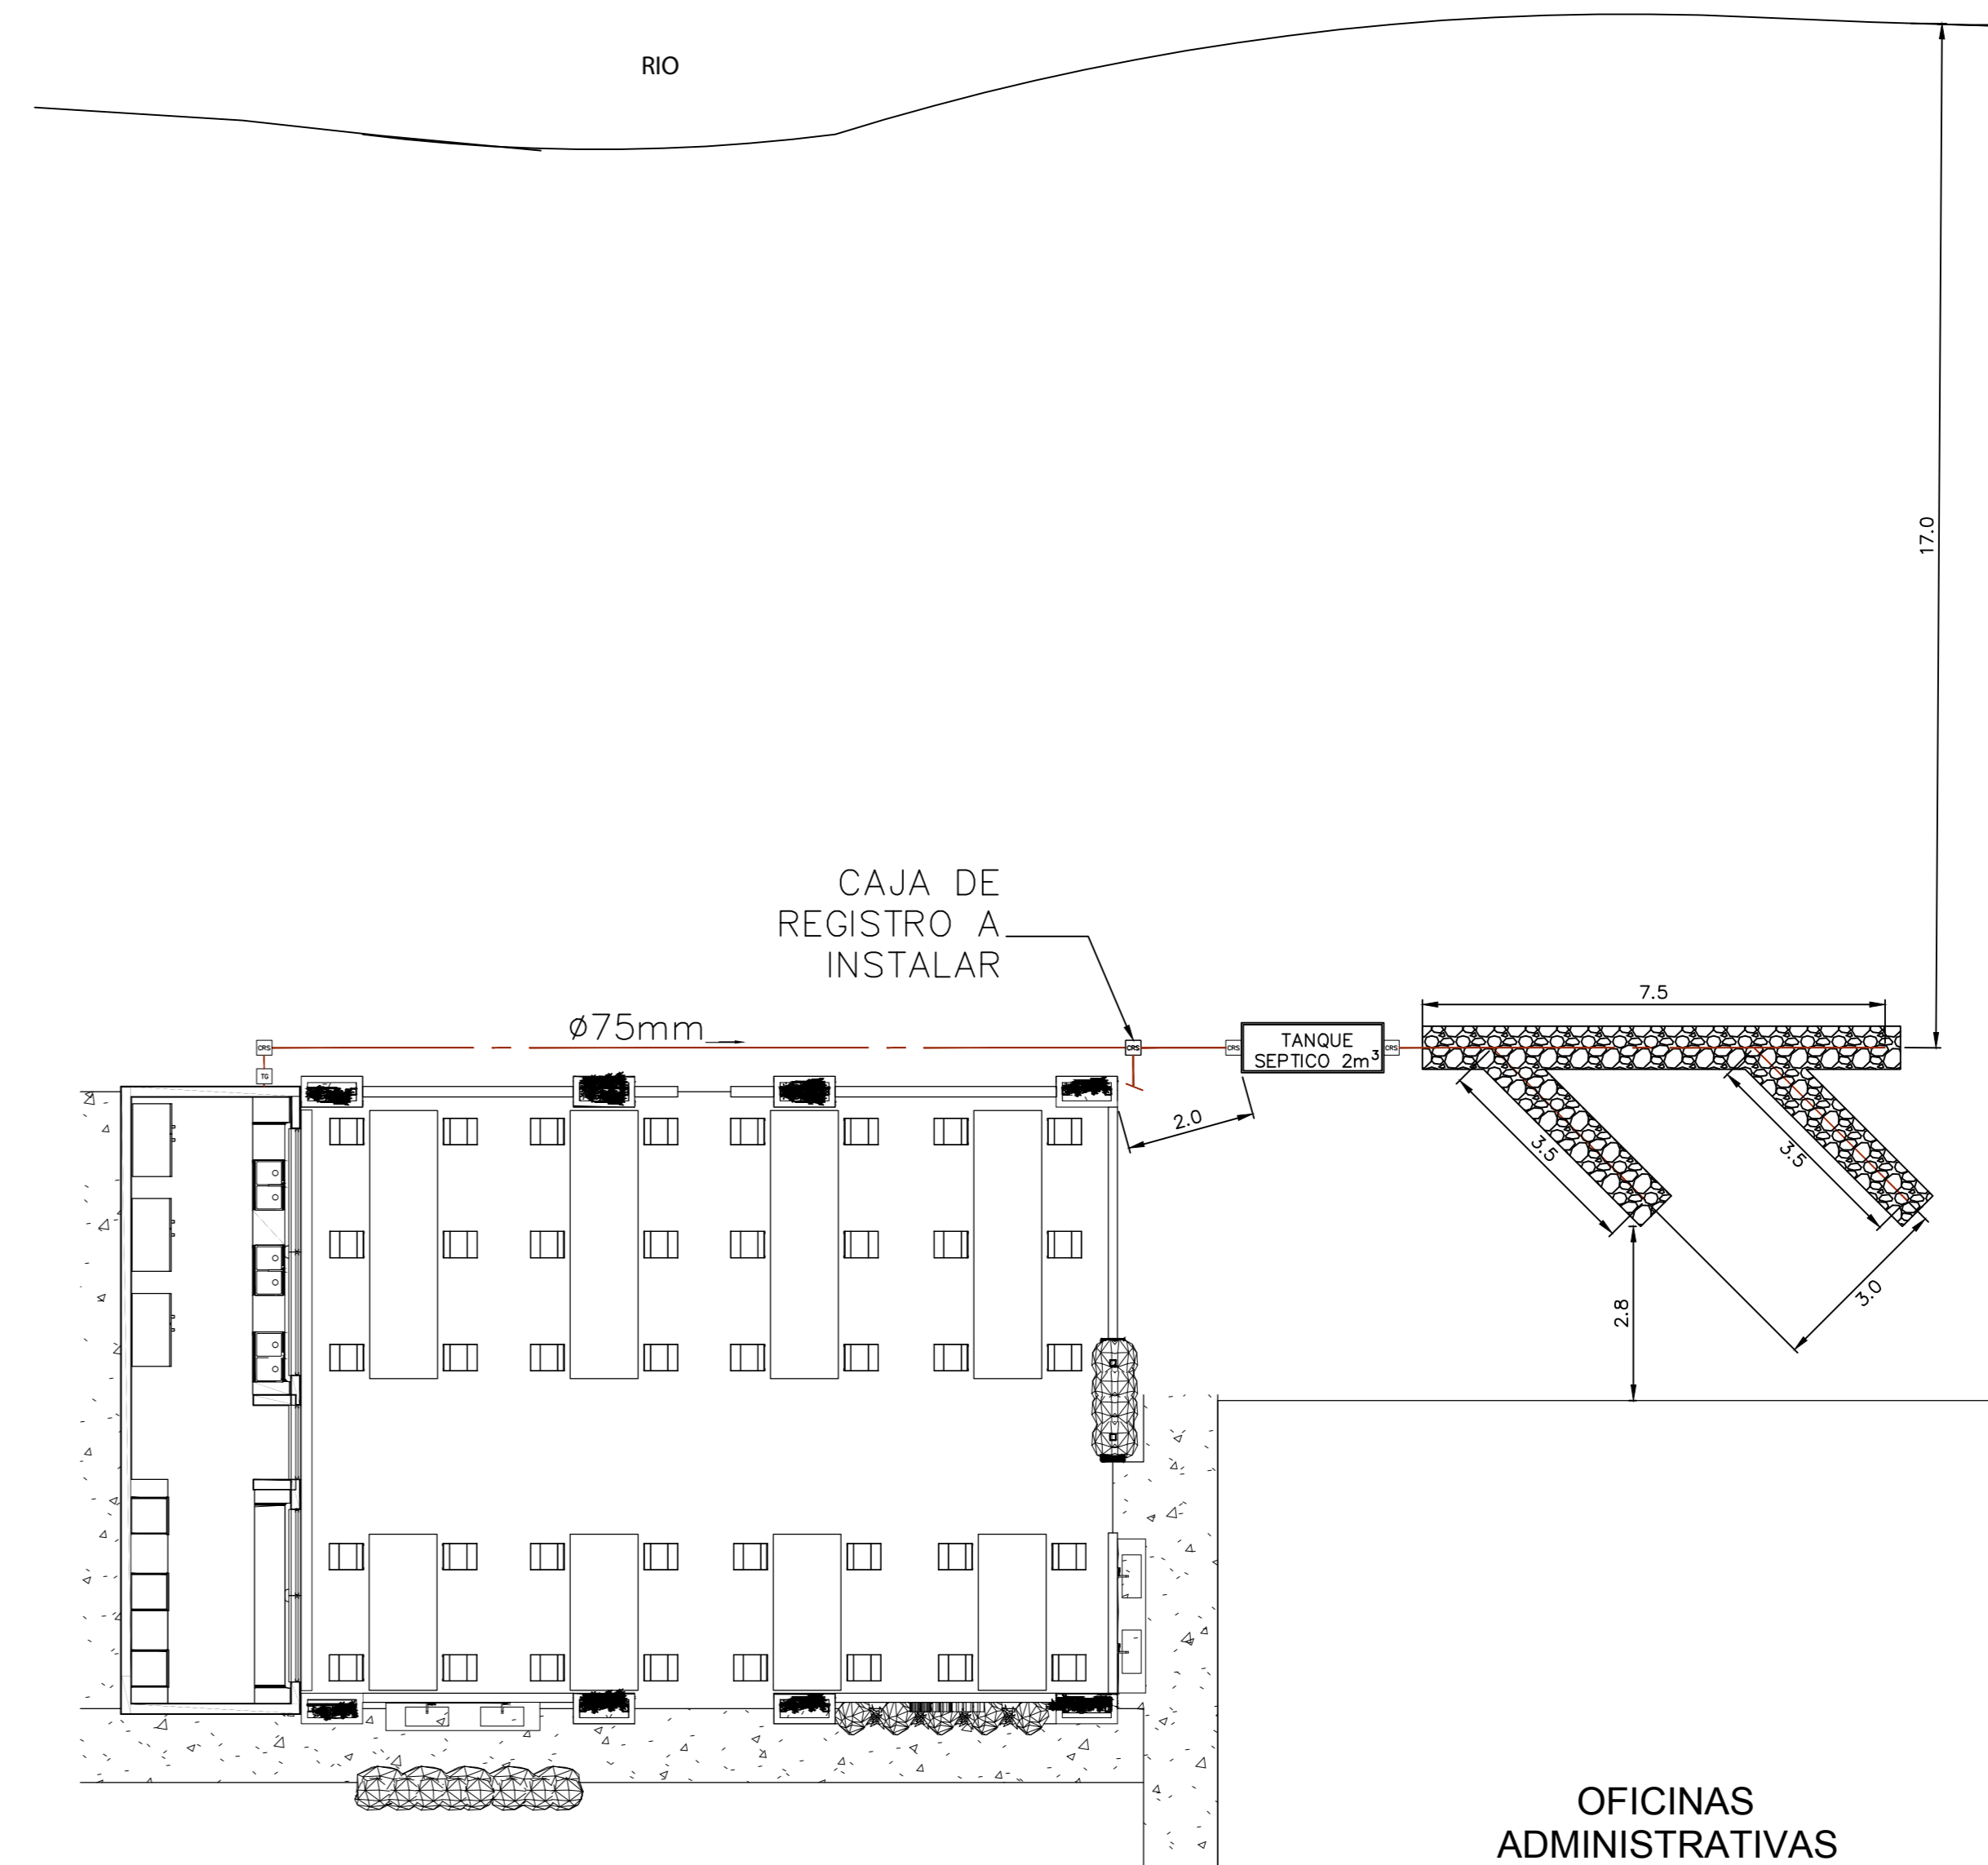 RIO
17.0
CAJA DE
REGISTRO A
INSTALAR
7.5
ø75mm
CRS
CRS
CRS
TANQUE
SEPTICO 2m³
CRS
TG
2.0
3.5
3.5
3.0
2.8
OFICINAS
ADMINISTRATIVAS